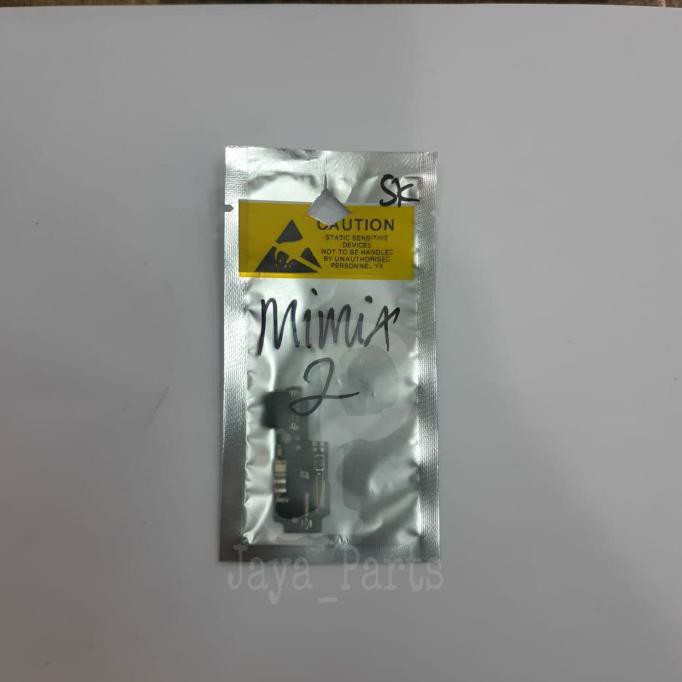 SK
CAUTION
STATIC SENSITIVE
DEVICES
NOT TO BE HANDLED
BY UNAUTHORISED
PERSONNEL YX
Mimix
2
Jaya_Parts